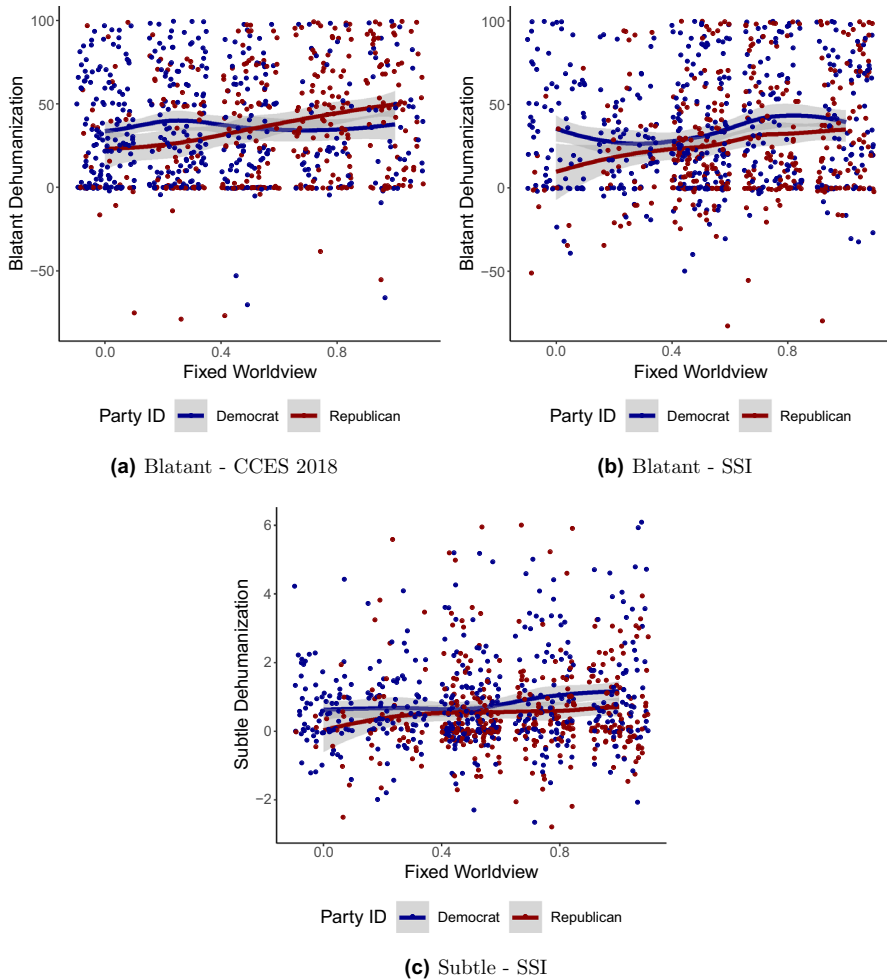 100
50
0
−50
Blatant Dehumanization
0.0 0.4 0.8
Fixed Worldview
Party ID Democrat Republican
(a) Blatant - CCES 2018
100
50
0
−50
Blatant Dehumanization
0.0 0.4 0.8
Fixed Worldview
Party ID Democrat Republican
(b) Blatant - SSI
6
4
2
0
−2
Subtle Dehumanization
0.0 0.4 0.8
Fixed Worldview
Party ID Democrat Republican
(c) Subtle - SSI